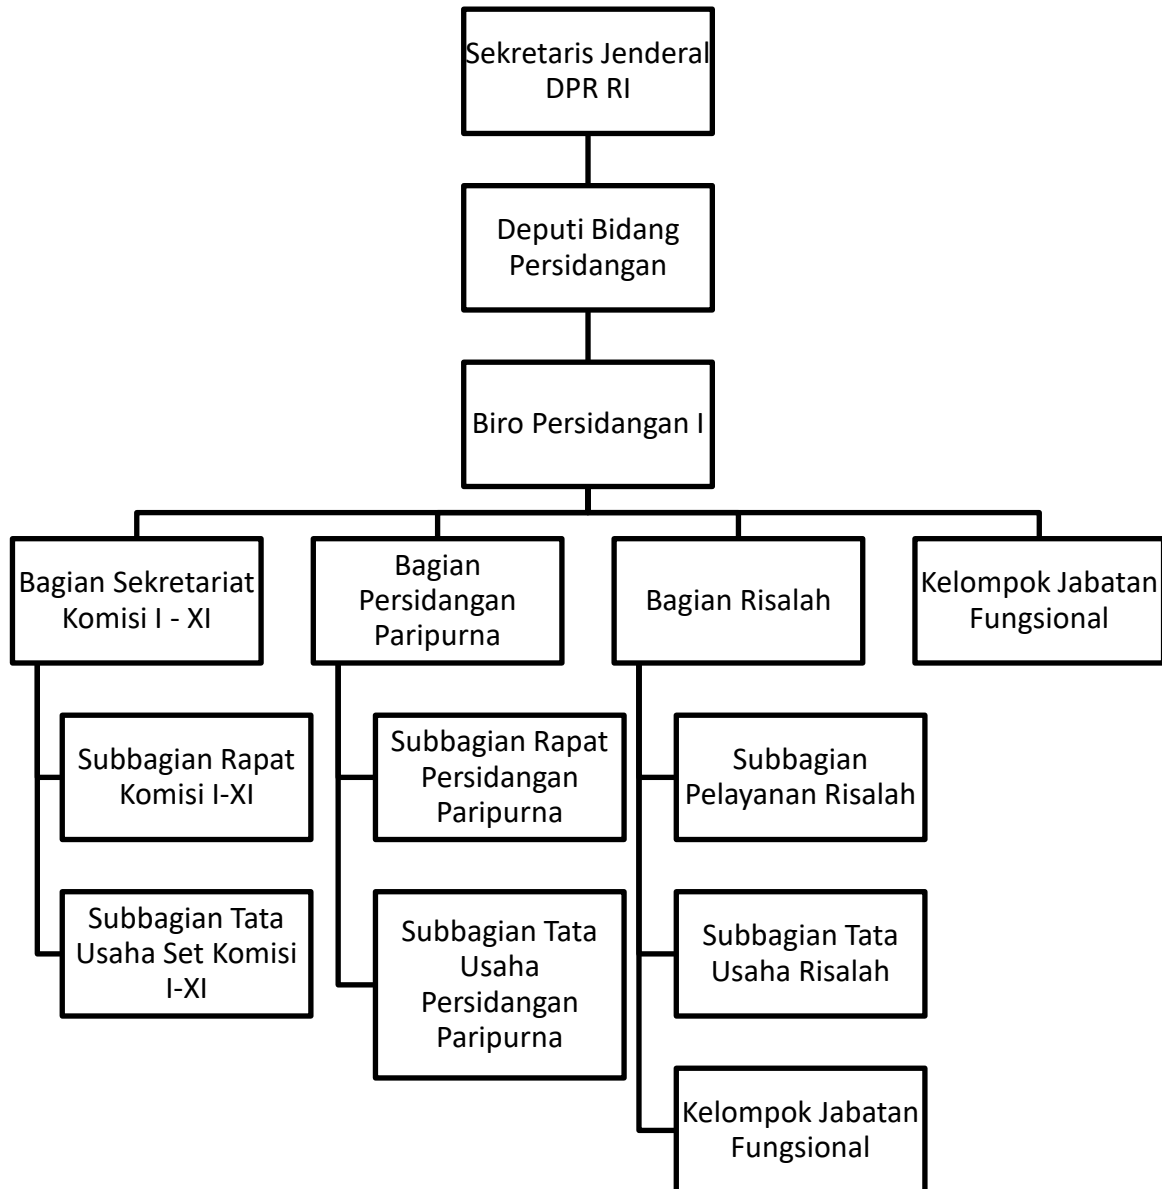 Sekretaris Jenderal
DPR RI
Deputi Bidang
Persidangan
Biro Persidangan I
Bagian Sekretariat
Komisi I - XI
Bagian
Persidangan
Paripurna
Bagian Risalah
Kelompok Jabatan
Fungsional
Subbagian Rapat
Komisi I-XI
Subbagian Rapat
Persidangan
Paripurna
Subbagian
Pelayanan Risalah
Subbagian Tata
Usaha Set Komisi
I-XI
Subbagian Tata
Usaha
Persidangan
Paripurna
Subbagian Tata
Usaha Risalah
Kelompok Jabatan
Fungsional